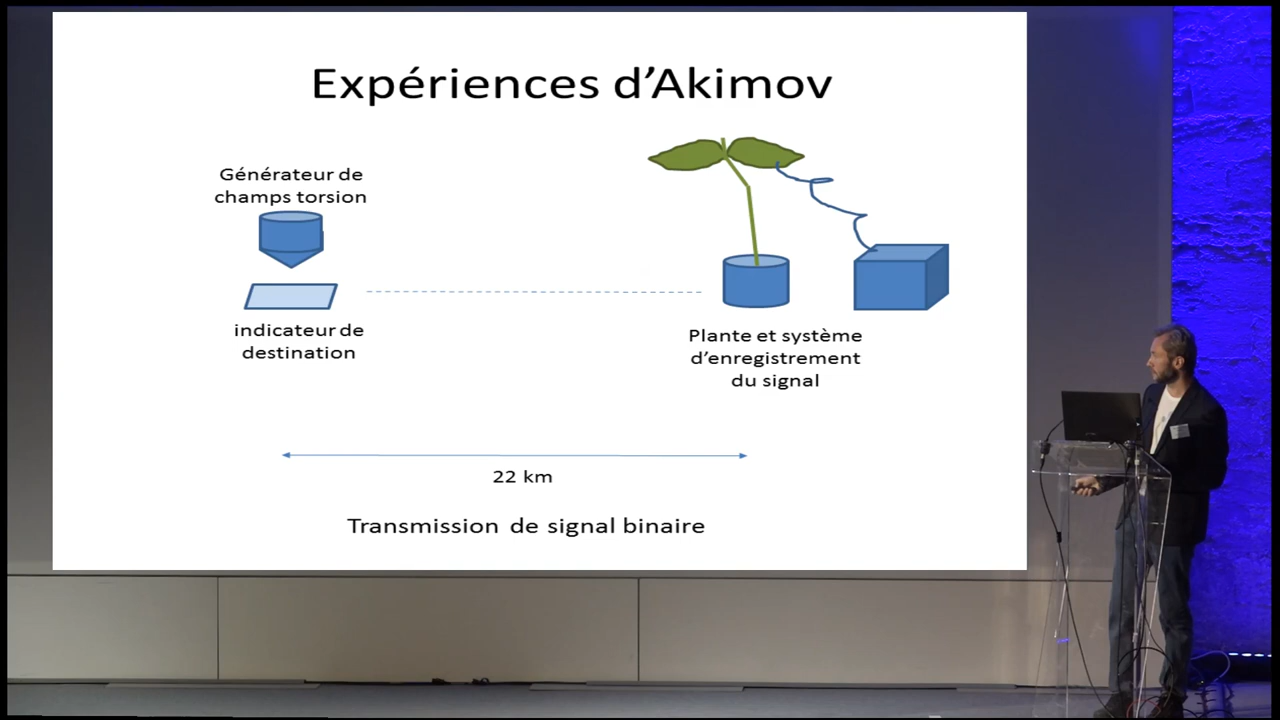 Expériences d'Akimov
Générateur de
champs torsion
indicateur de
destination
Plante et système
d'enregistrement
du signal
22 km
Transmission de signal binaire